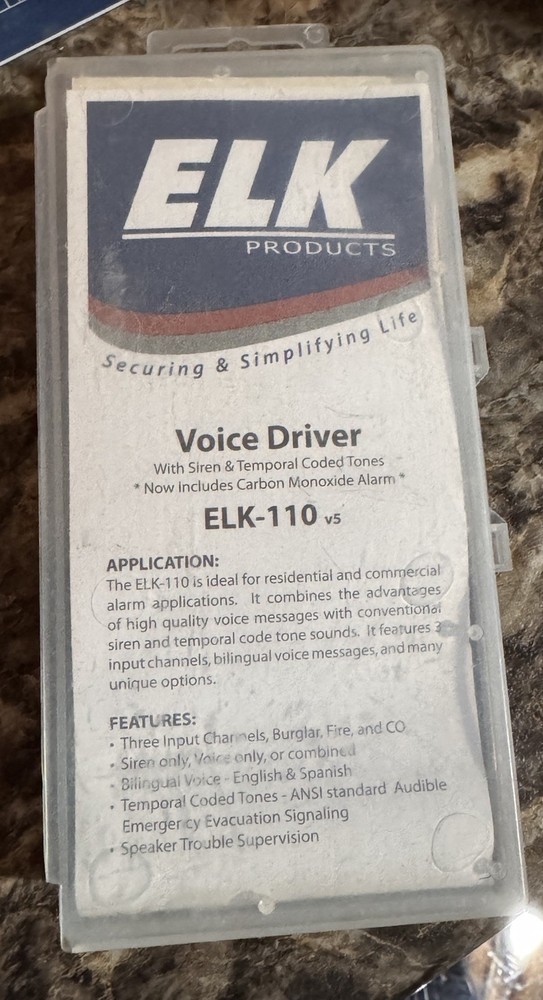 ELK
PRODUCTS
Securing & Simplifying Life
Voice Driver
With Siren & Temporal Coded Tones
* Now Includes Carbon Monoxide Alarm *
ELK-110 v5
APPLICATION:
The ELK-110 is ideal for residential and commercial
alarm applications. It combines the advantages
of high quality voice messages with conventional
siren and temporal code tone sounds. It features 3
input channels, bilingual voice messages, and many
unique options.
FEATURES:
• Three Input Channels, Burglar, Fire, and CO
• Siren only, Voice only, or combined
• Bilingual Voice - English & Spanish
• Temporal Coded Tones - ANSI standard Audible
Emergency Evacuation Signaling
• Speaker Trouble Supervision